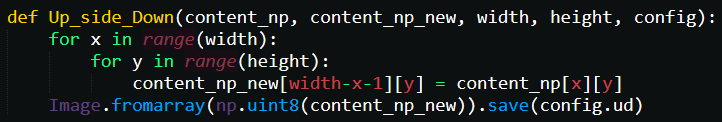 def Up_side_Down(content_np, content_np_new, width, height, config):
    for x in range(width):
        for y in range(height):
            content_np_new[width-x-1][y] = content_np[x][y]
    Image.fromarray(np.uint8(content_np_new)).save(config.ud)